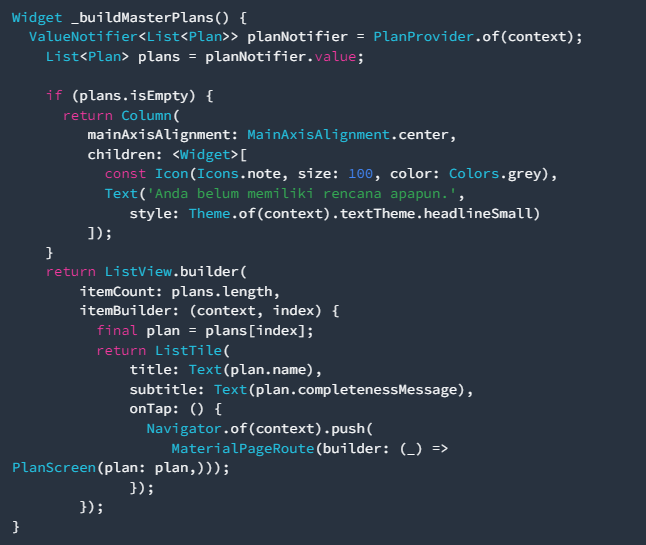 Widget _buildMasterPlans() {
  ValueNotifier<List<Plan>> planNotifier = PlanProvider.of(context);
    List<Plan> plans = planNotifier.value;

    if (plans.isEmpty) {
      return Column(
         mainAxisAlignment: MainAxisAlignment.center,
         children: <Widget>[
           const Icon(Icons.note, size: 100, color: Colors.grey),
           Text('Anda belum memiliki rencana apapun.',
              style: Theme.of(context).textTheme.headlineSmall)
         ]);
    }
    return ListView.builder(
        itemCount: plans.length,
        itemBuilder: (context, index) {
          final plan = plans[index];
          return ListTile(
              title: Text(plan.name),
              subtitle: Text(plan.completenessMessage),
              onTap: () {
                Navigator.of(context).push(
                   MaterialPageRoute(builder: (_) =>
PlanScreen(plan: plan,)));
              });
        });
}